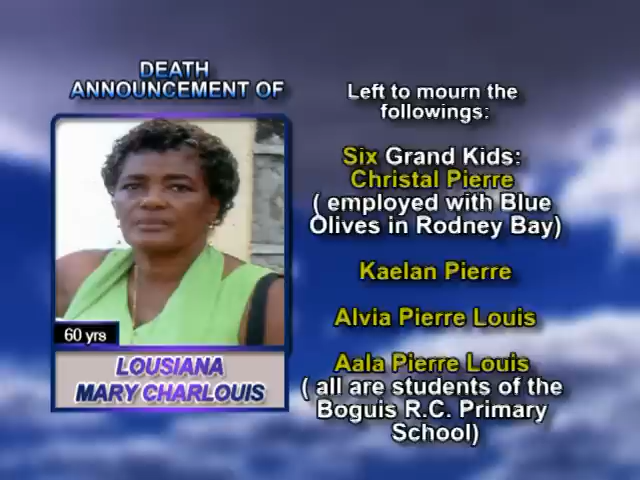 DEATH
ANNOUNCEMENT OF
60 yrs
LOUSIANA
MARY CHARLOUIS
Left to mourn the
followings:
Six Grand Kids:
Christal Pierre
( employed with Blue
Olives in Rodney Bay)
Kaelan Pierre
Alvia Pierre Louis
Aala Pierre Louis
( all are students of the
Boguis R.C. Primary
School)